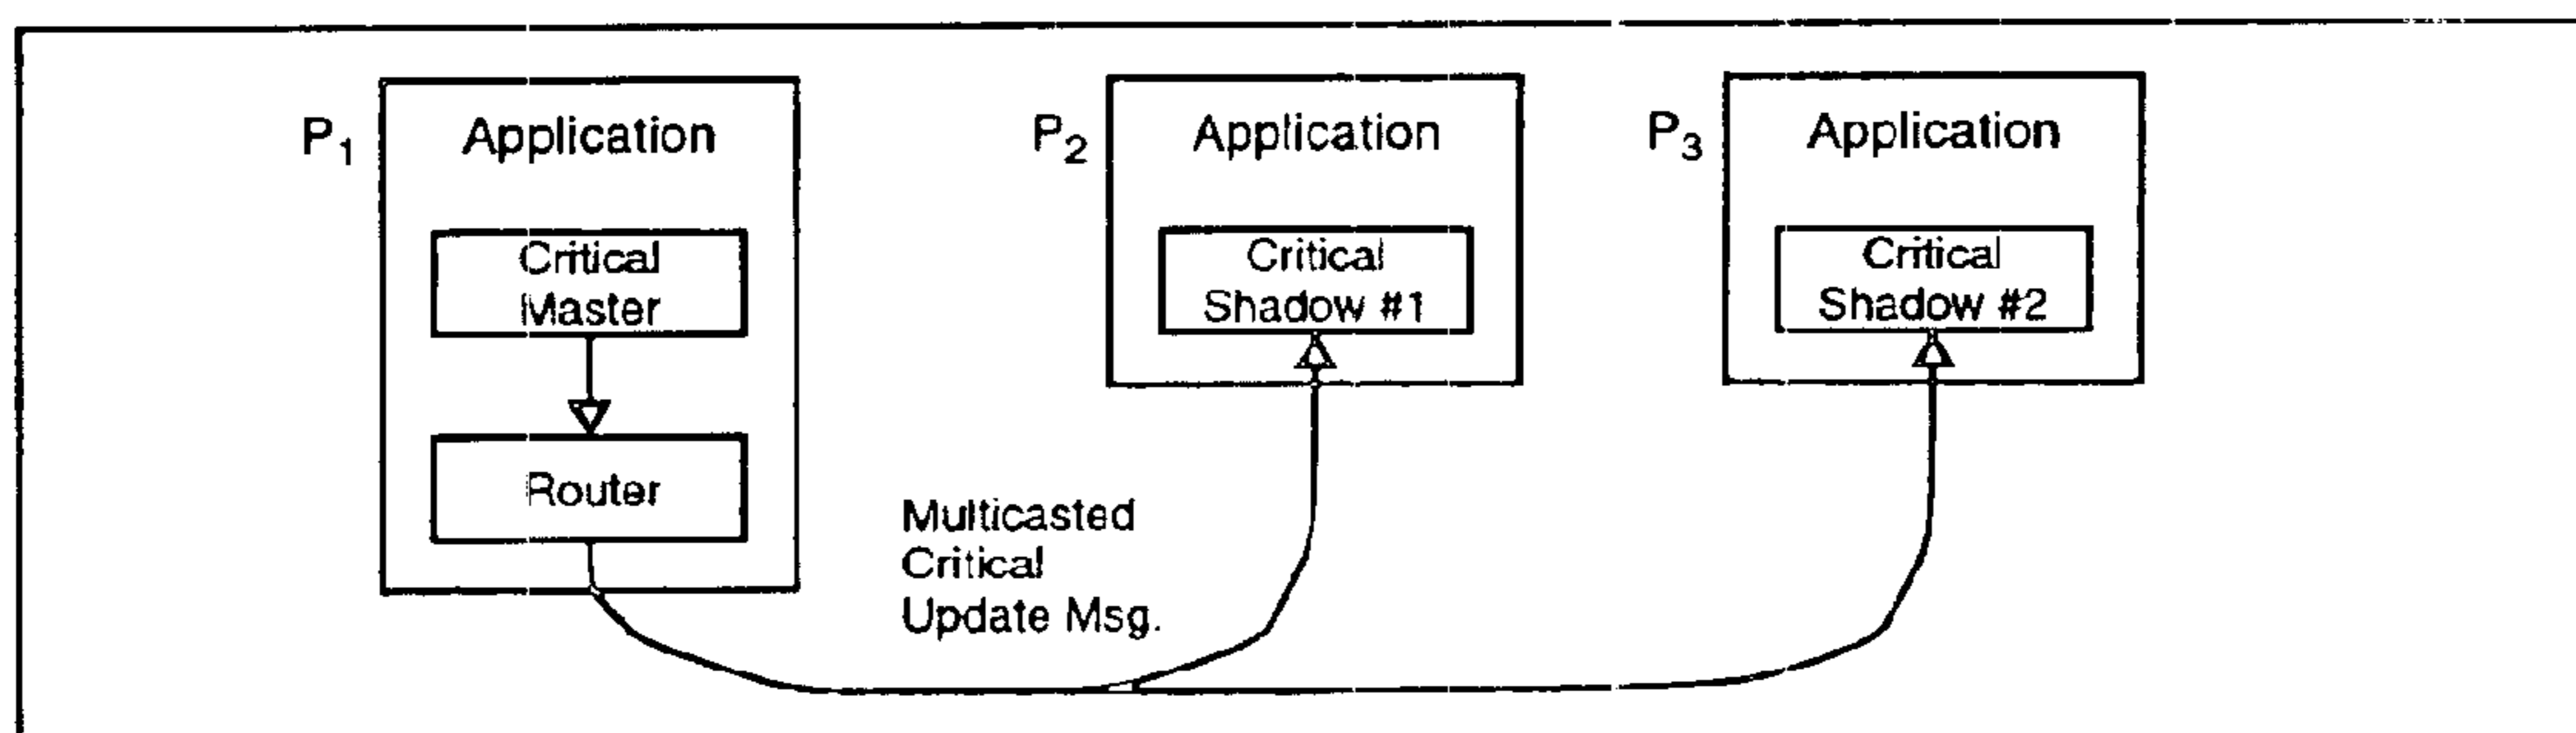 P1
Application
Critical
Master
Router
P2
Application
Critical
Shadow #1
P3
Application
Critical
Shadow #2
Multicasted
Critical
Update Msg.